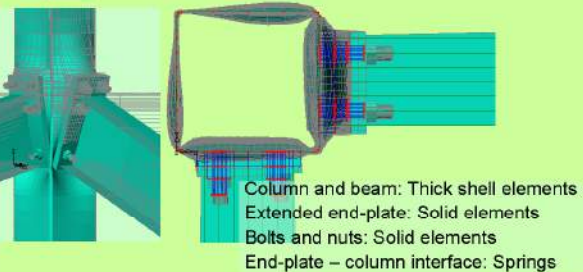 Column and beam: Thick shell elements
Extended end-plate: Solid elements
Bolts and nuts: Solid elements
End-plate – column interface: Springs